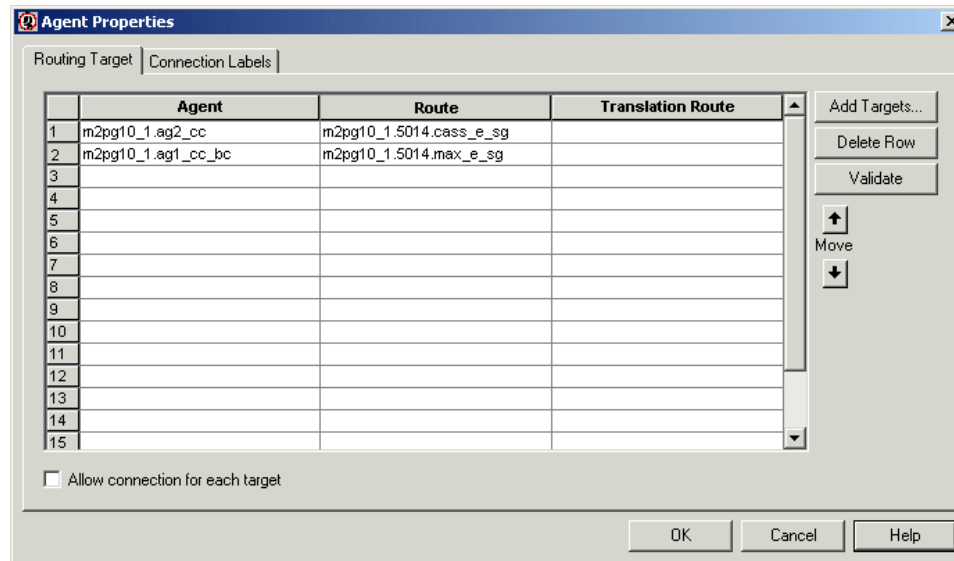 Agent Properties
Routing Target Connection Labels
Agent Route Translation Route
1 m2pg10_1.ag2_cc m2pg10_1.5014.cass_e_sg
2 m2pg10_1.ag1_cc_bc m2pg10_1.5014.max_e_sg
3
4
5
6
7
8
9
10
11
12
13
14
15
Add Targets...
Delete Row
Validate
Move
Allow connection for each target
OK Cancel Help